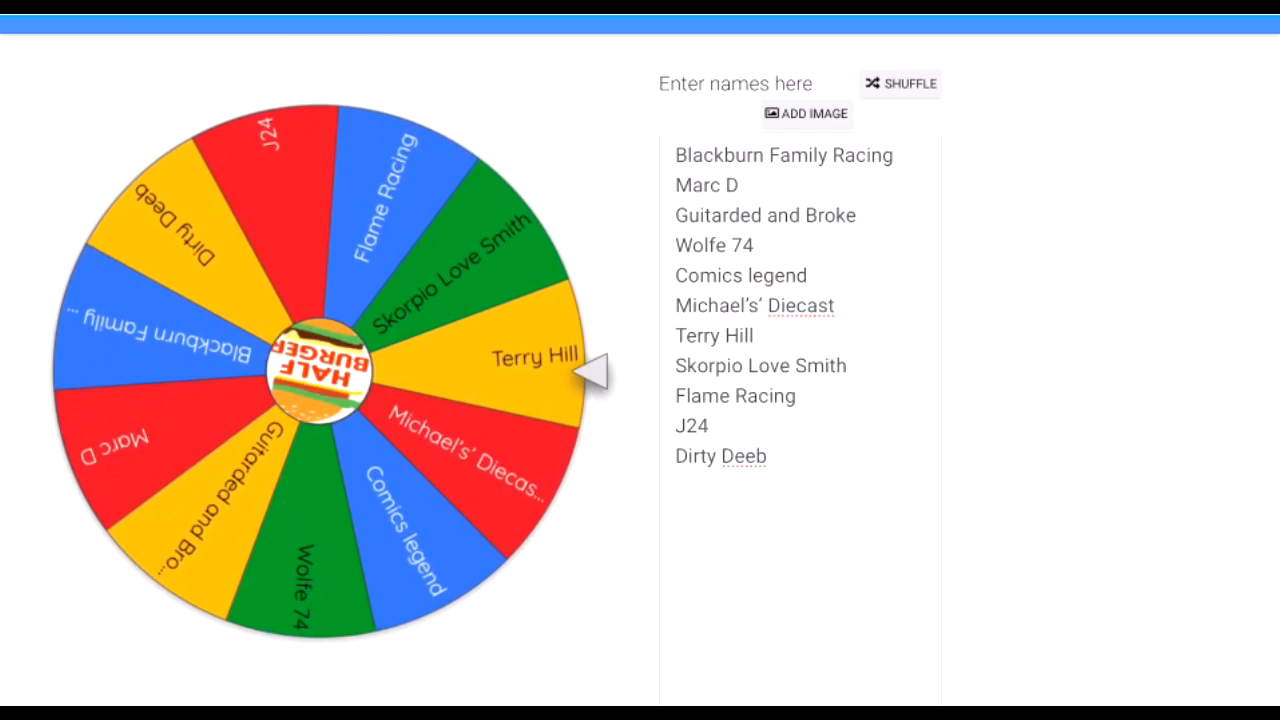 Enter names here
SHUFFLE
ADD IMAGE
Blackburn Family Racing
Marc D
Guitarded and Broke
Wolfe 74
Comics legend
Michael's' Diecast
Terry Hill
Skorpio Love Smith
Flame Racing
J24
Dirty Deeb
J24
Flame Racing
Skorpio Love Smith
Terry Hill
Michael's' Diecas...
Comics legend
Wolfe 74
Guitarded and Bro...
Marc D
Blackburn Family ...
Dirty Deeb
HALF
BURGER